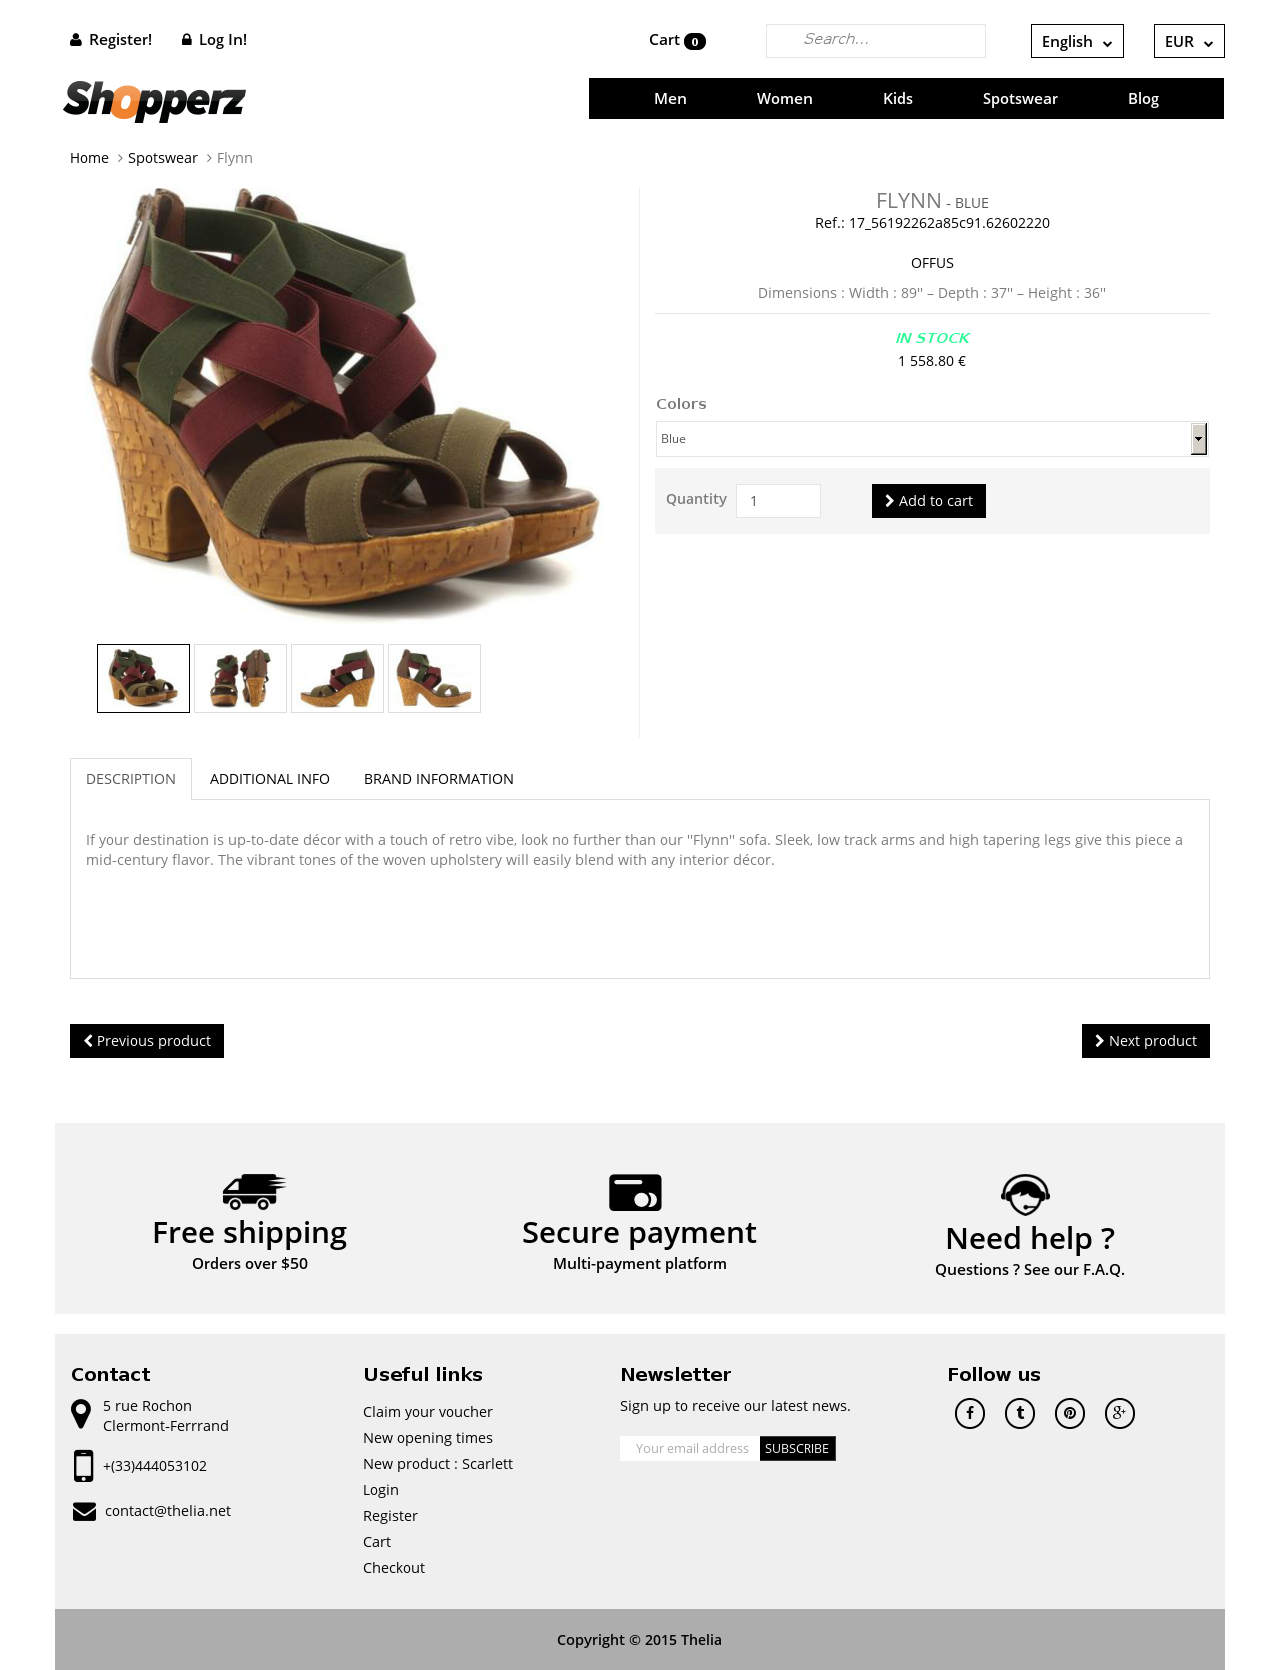 Register!
Log In!
Cart 0
Search...
English
EUR
Shopperz
Men Women Kids Spotswear Blog
Home > Spotswear > Flynn
FLYNN - BLUE
Ref.: 17_56192262a85c91.62602220
OFFUS
Dimensions : Width : 89'' – Depth : 37'' – Height : 36''
IN STOCK
1 558.80 €
Colors
Blue
Quantity 1 Add to cart
DESCRIPTION ADDITIONAL INFO BRAND INFORMATION
If your destination is up-to-date décor with a touch of retro vibe, look no further than our ''Flynn'' sofa. Sleek, low track arms and high tapering legs give this piece a
mid-century flavor. The vibrant tones of the woven upholstery will easily blend with any interior décor.
Previous product
Next product
Free shipping
Orders over $50
Secure payment
Multi-payment platform
Need help ?
Questions ? See our F.A.Q.
Contact
5 rue Rochon
Clermont-Ferrrand
+(33)444053102
contact@thelia.net
Useful links
Claim your voucher
New opening times
New product : Scarlett
Login
Register
Cart
Checkout
Newsletter
Sign up to receive our latest news.
Your email address SUBSCRIBE
Follow us
Copyright © 2015 Thelia